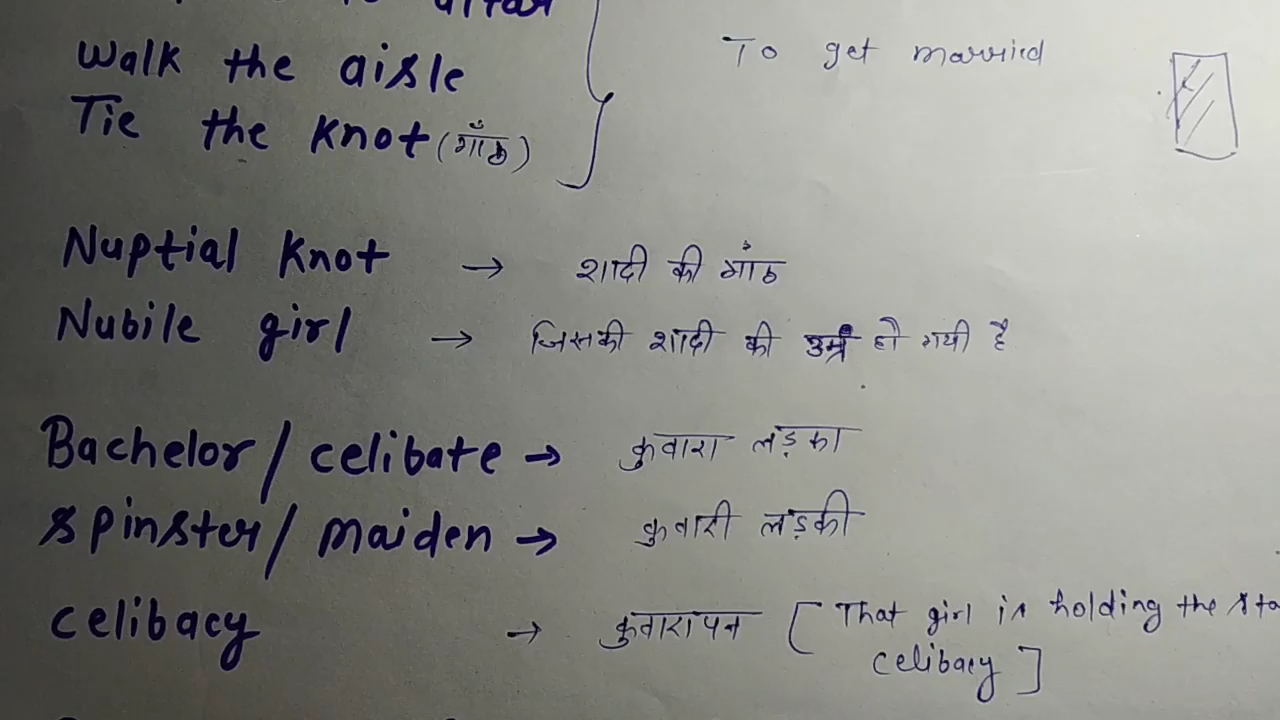 Walk the aisle
Tie the knot (गाँठ)
To get married
Nuptial knot → शादी की गाँठ
Nubile girl → जिसकी शादी की उम्र हो गयी है
Bachelor / celibate → कुवारा लड़का
spinster / maiden → कुवारी लड़की
celibacy → कुवारापन [ That girl is holding the
celibacy ]